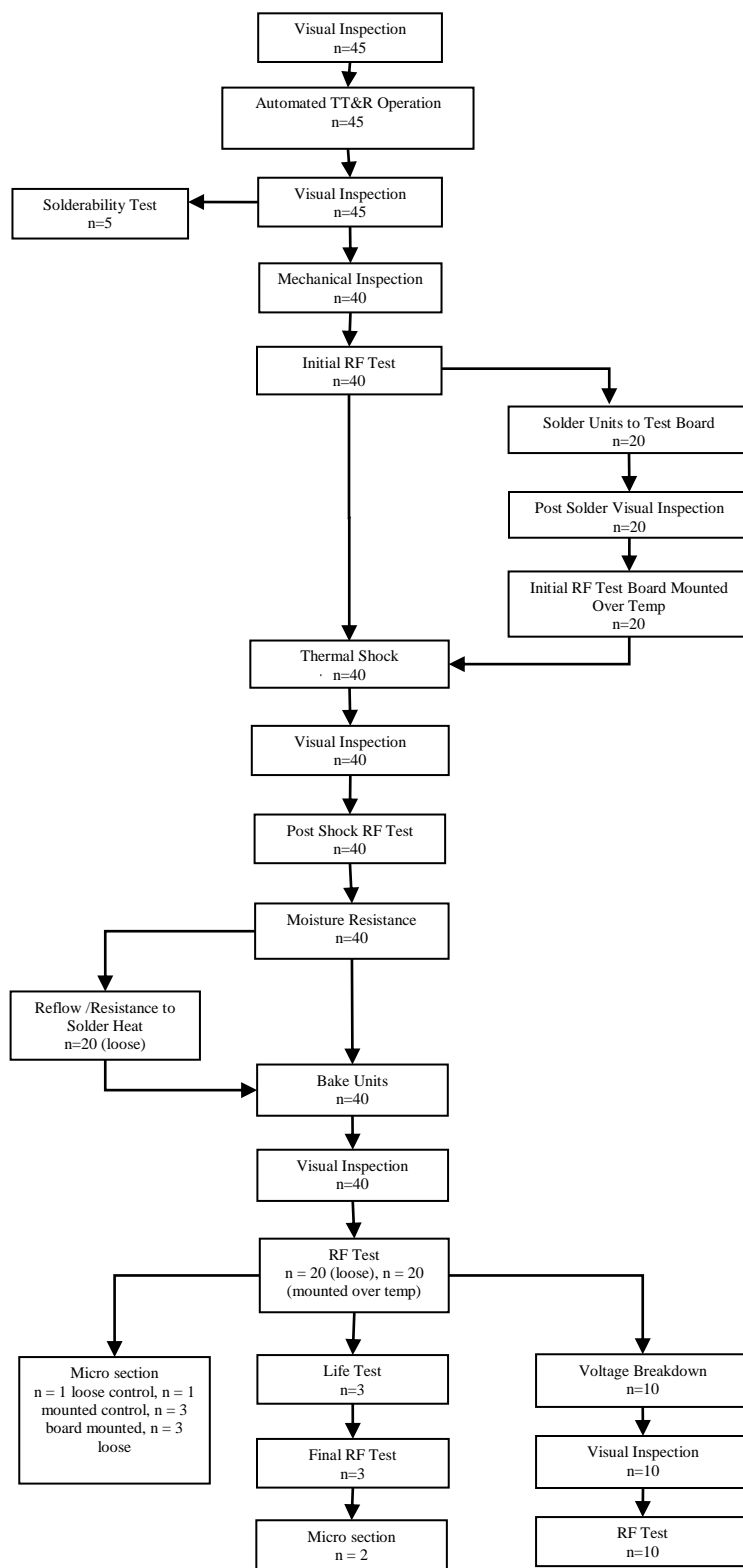 Visual Inspection
n=45
Automated TT&R Operation
n=45
Visual Inspection
n=45
Solderability Test
n=5
Mechanical Inspection
n=40
Initial RF Test
n=40
Solder Units to Test Board
n=20
Post Solder Visual Inspection
n=20
Initial RF Test Board Mounted
Over Temp
n=20
Thermal Shock
n=40
Visual Inspection
n=40
Post Shock RF Test
n=40
Moisture Resistance
n=40
Reflow /Resistance to
Solder Heat
n=20 (loose)
Bake Units
n=40
Visual Inspection
n=40
RF Test
n = 20 (loose), n = 20
(mounted over temp)
Micro section
n = 1 loose control, n = 1
mounted control, n = 3
board mounted, n = 3
loose
Life Test
n=3
Voltage Breakdown
n=10
Final RF Test
n=3
Visual Inspection
n=10
Micro section
n = 2
RF Test
n=10